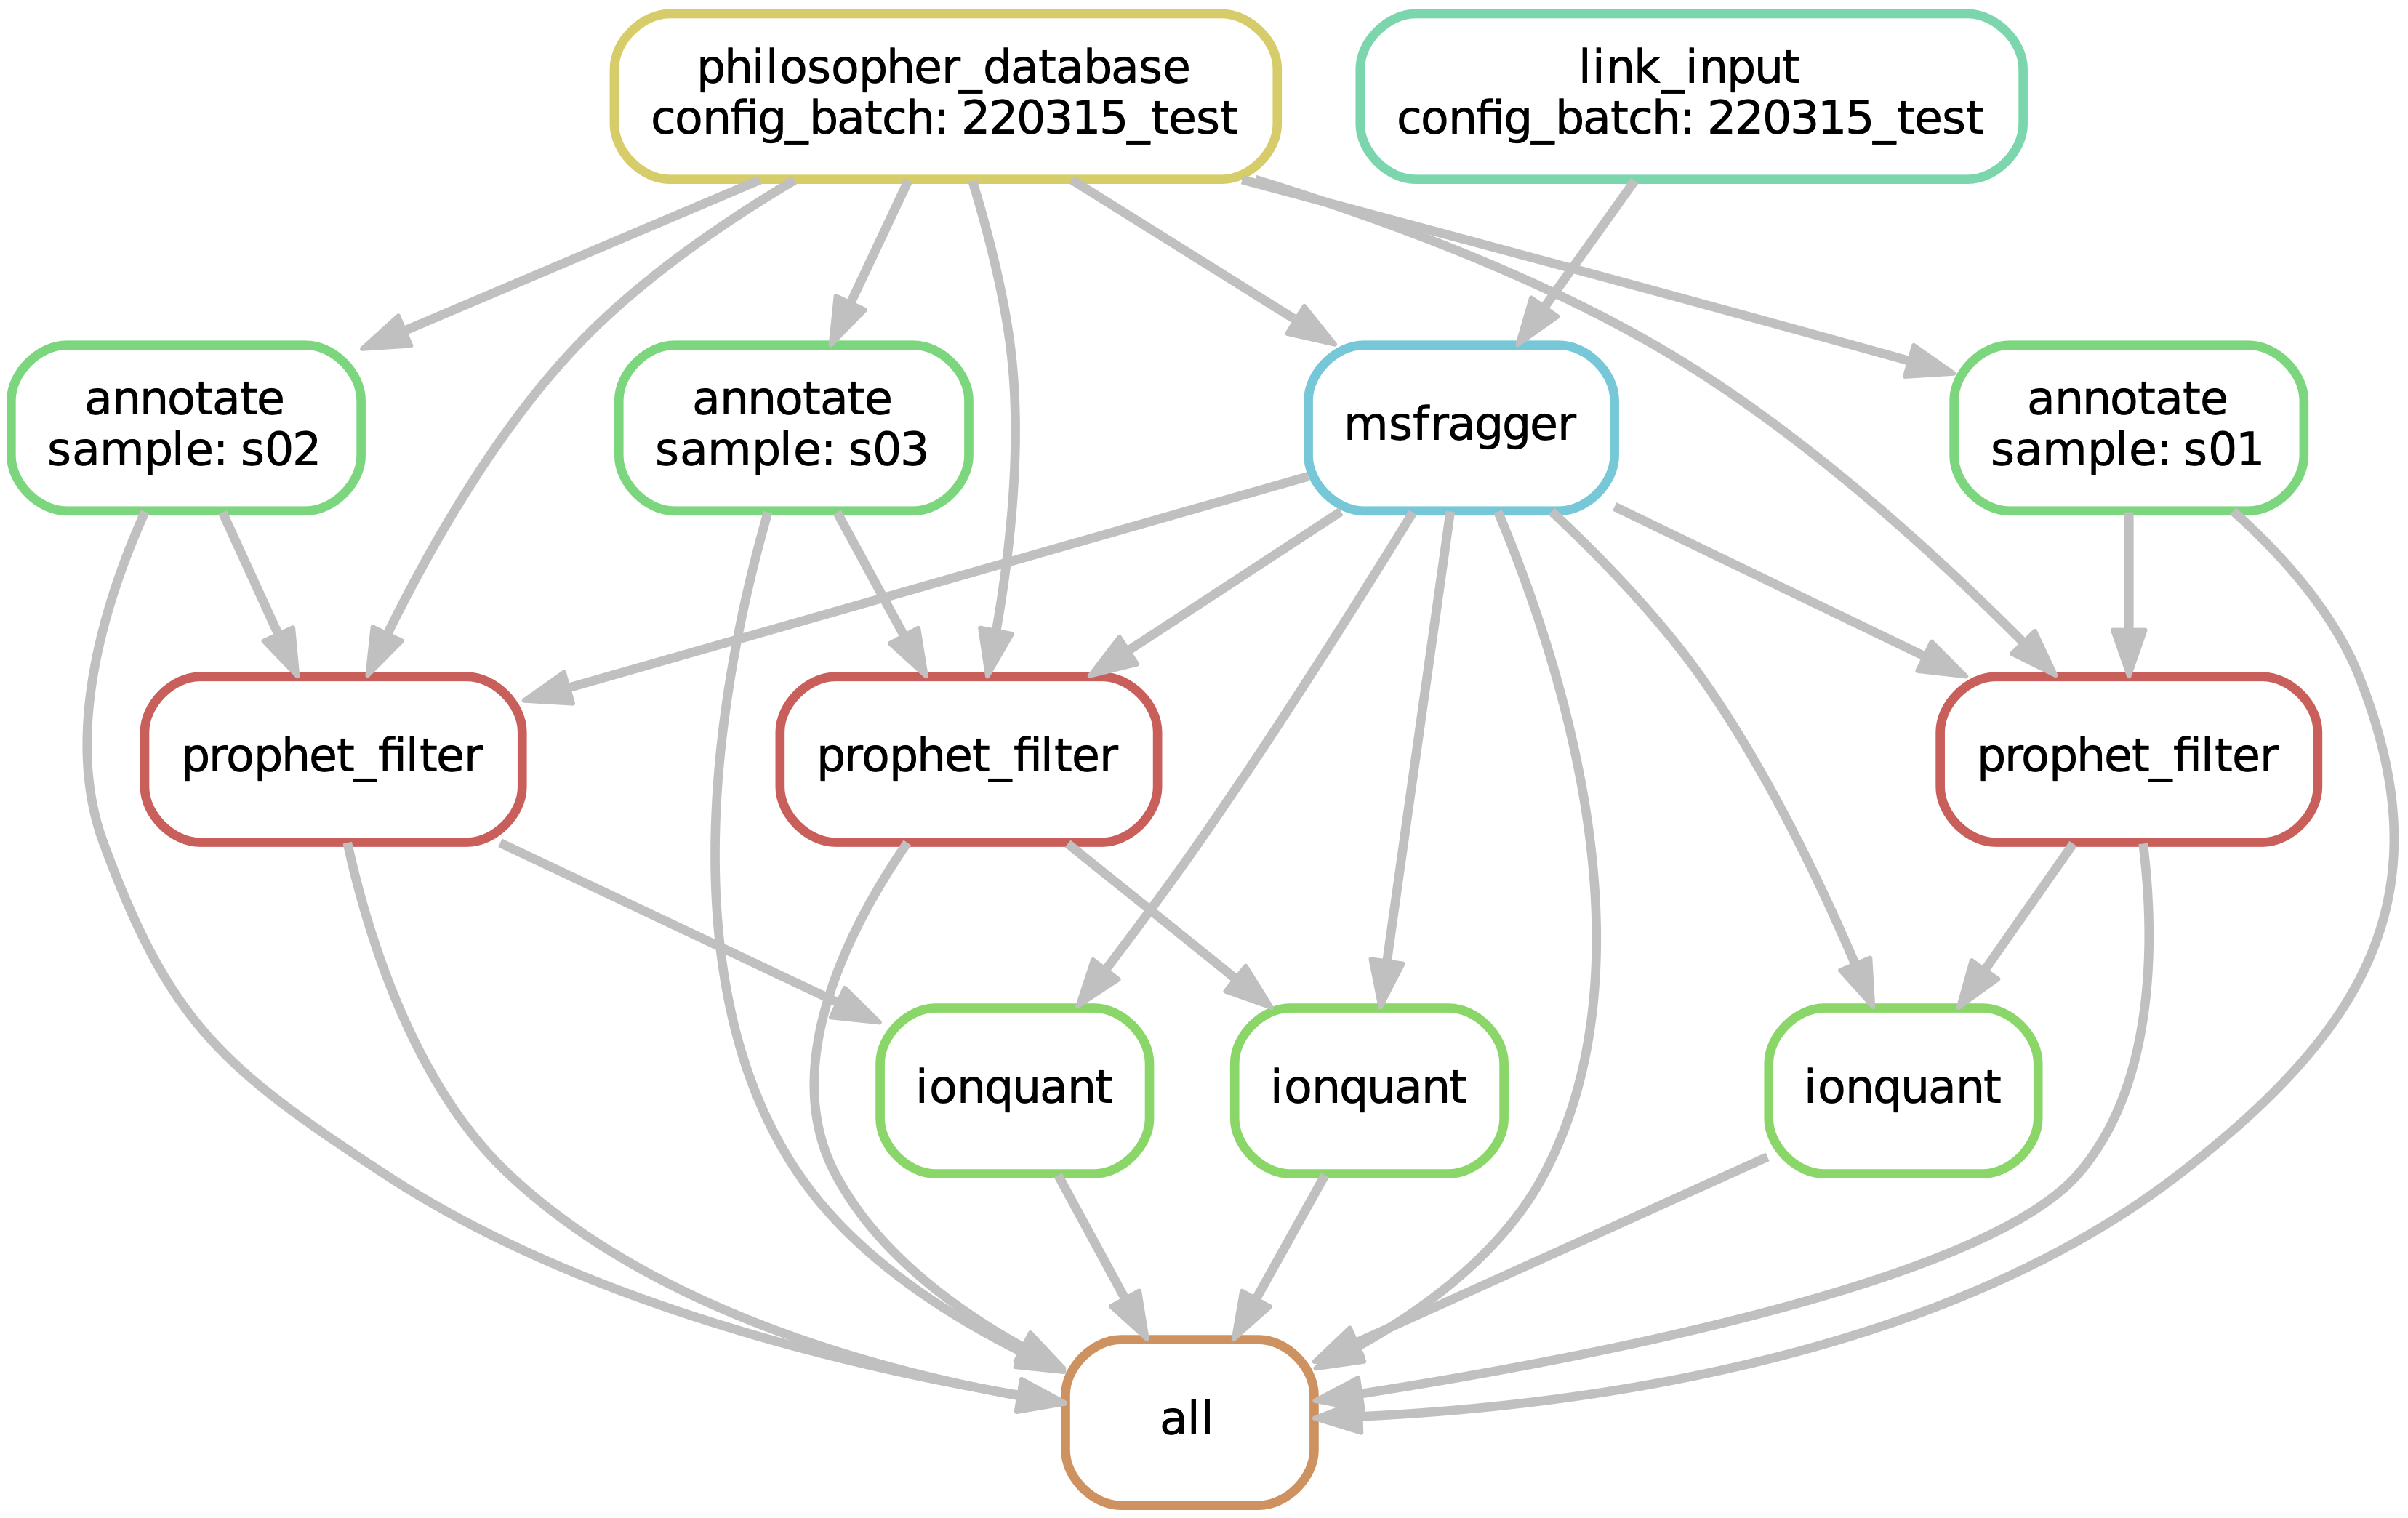 philosopher_database
config_batch: 220315_test
link_input
config_batch: 220315_test
annotate
sample: s02
annotate
sample: s03
msfragger
annotate
sample: s01
prophet_filter
prophet_filter
prophet_filter
ionquant
ionquant
ionquant
all